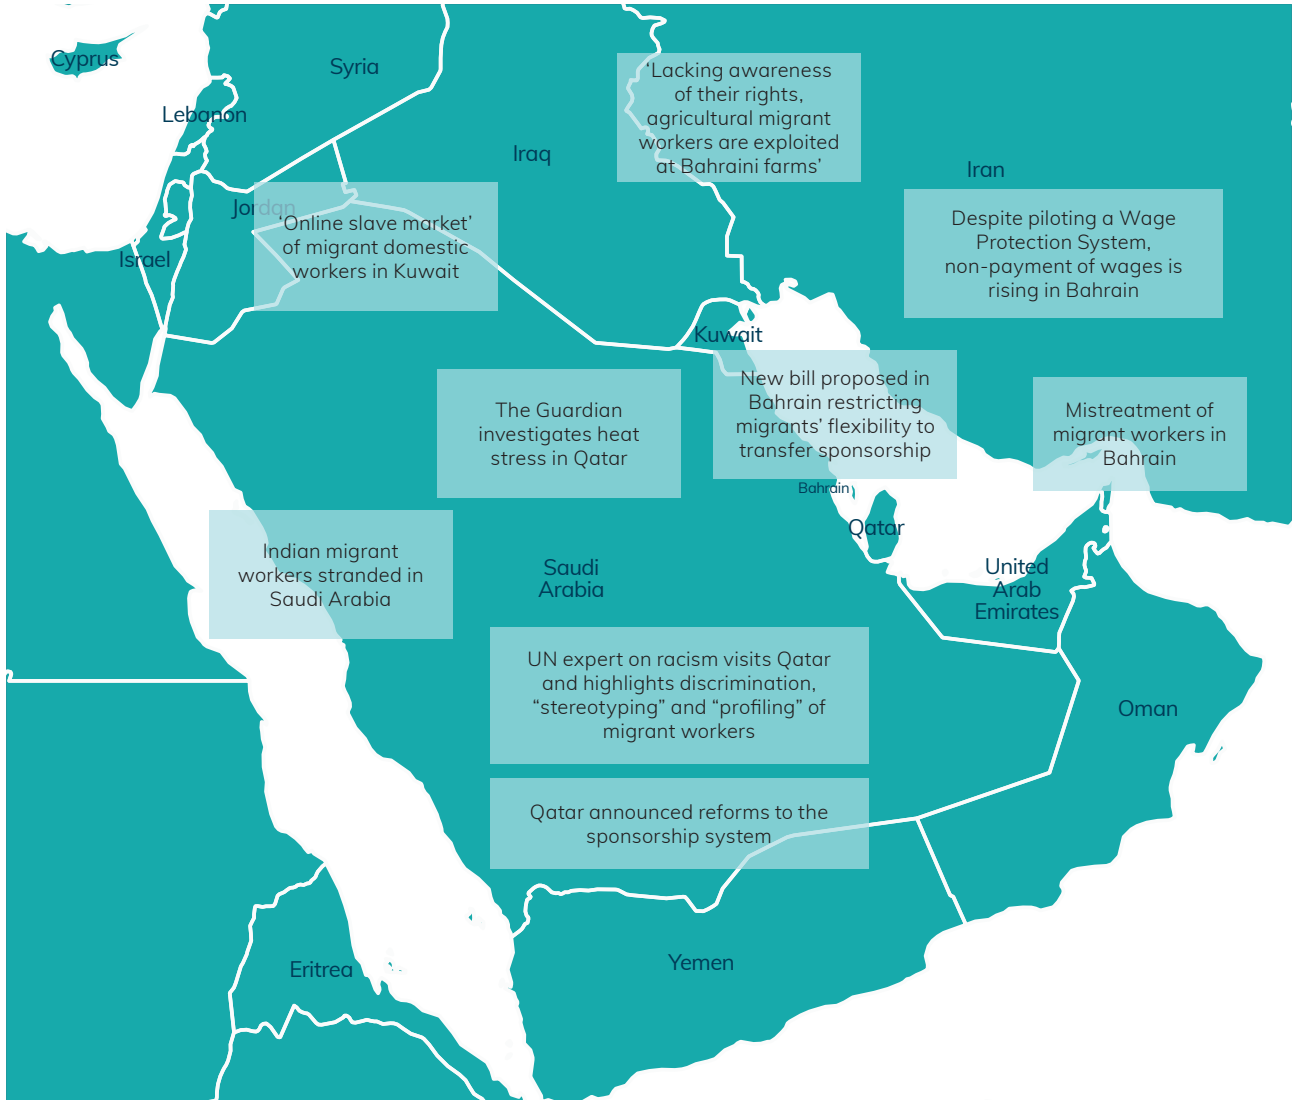 Cyprus
Syria
Lebanon
Iraq
‘Lacking awareness
of their rights,
agricultural migrant
workers are exploited
at Bahraini farms’
Iran
Jordan
‘Online slave market’
of migrant domestic
workers in Kuwait
Israel
Despite piloting a Wage
Protection System,
non-payment of wages is
rising in Bahrain
Kuwait
The Guardian
investigates heat
stress in Qatar
New bill proposed in
Bahrain restricting
migrants’ flexibility to
transfer sponsorship
Mistreatment of
migrant workers in
Bahrain
Bahrain
Qatar
Indian migrant
workers stranded in
Saudi Arabia
Saudi
Arabia
United
Arab
Emirates
UN expert on racism visits Qatar
and highlights discrimination,
“stereotyping” and “profiling” of
migrant workers
Oman
Qatar announced reforms to the
sponsorship system
Eritrea
Yemen